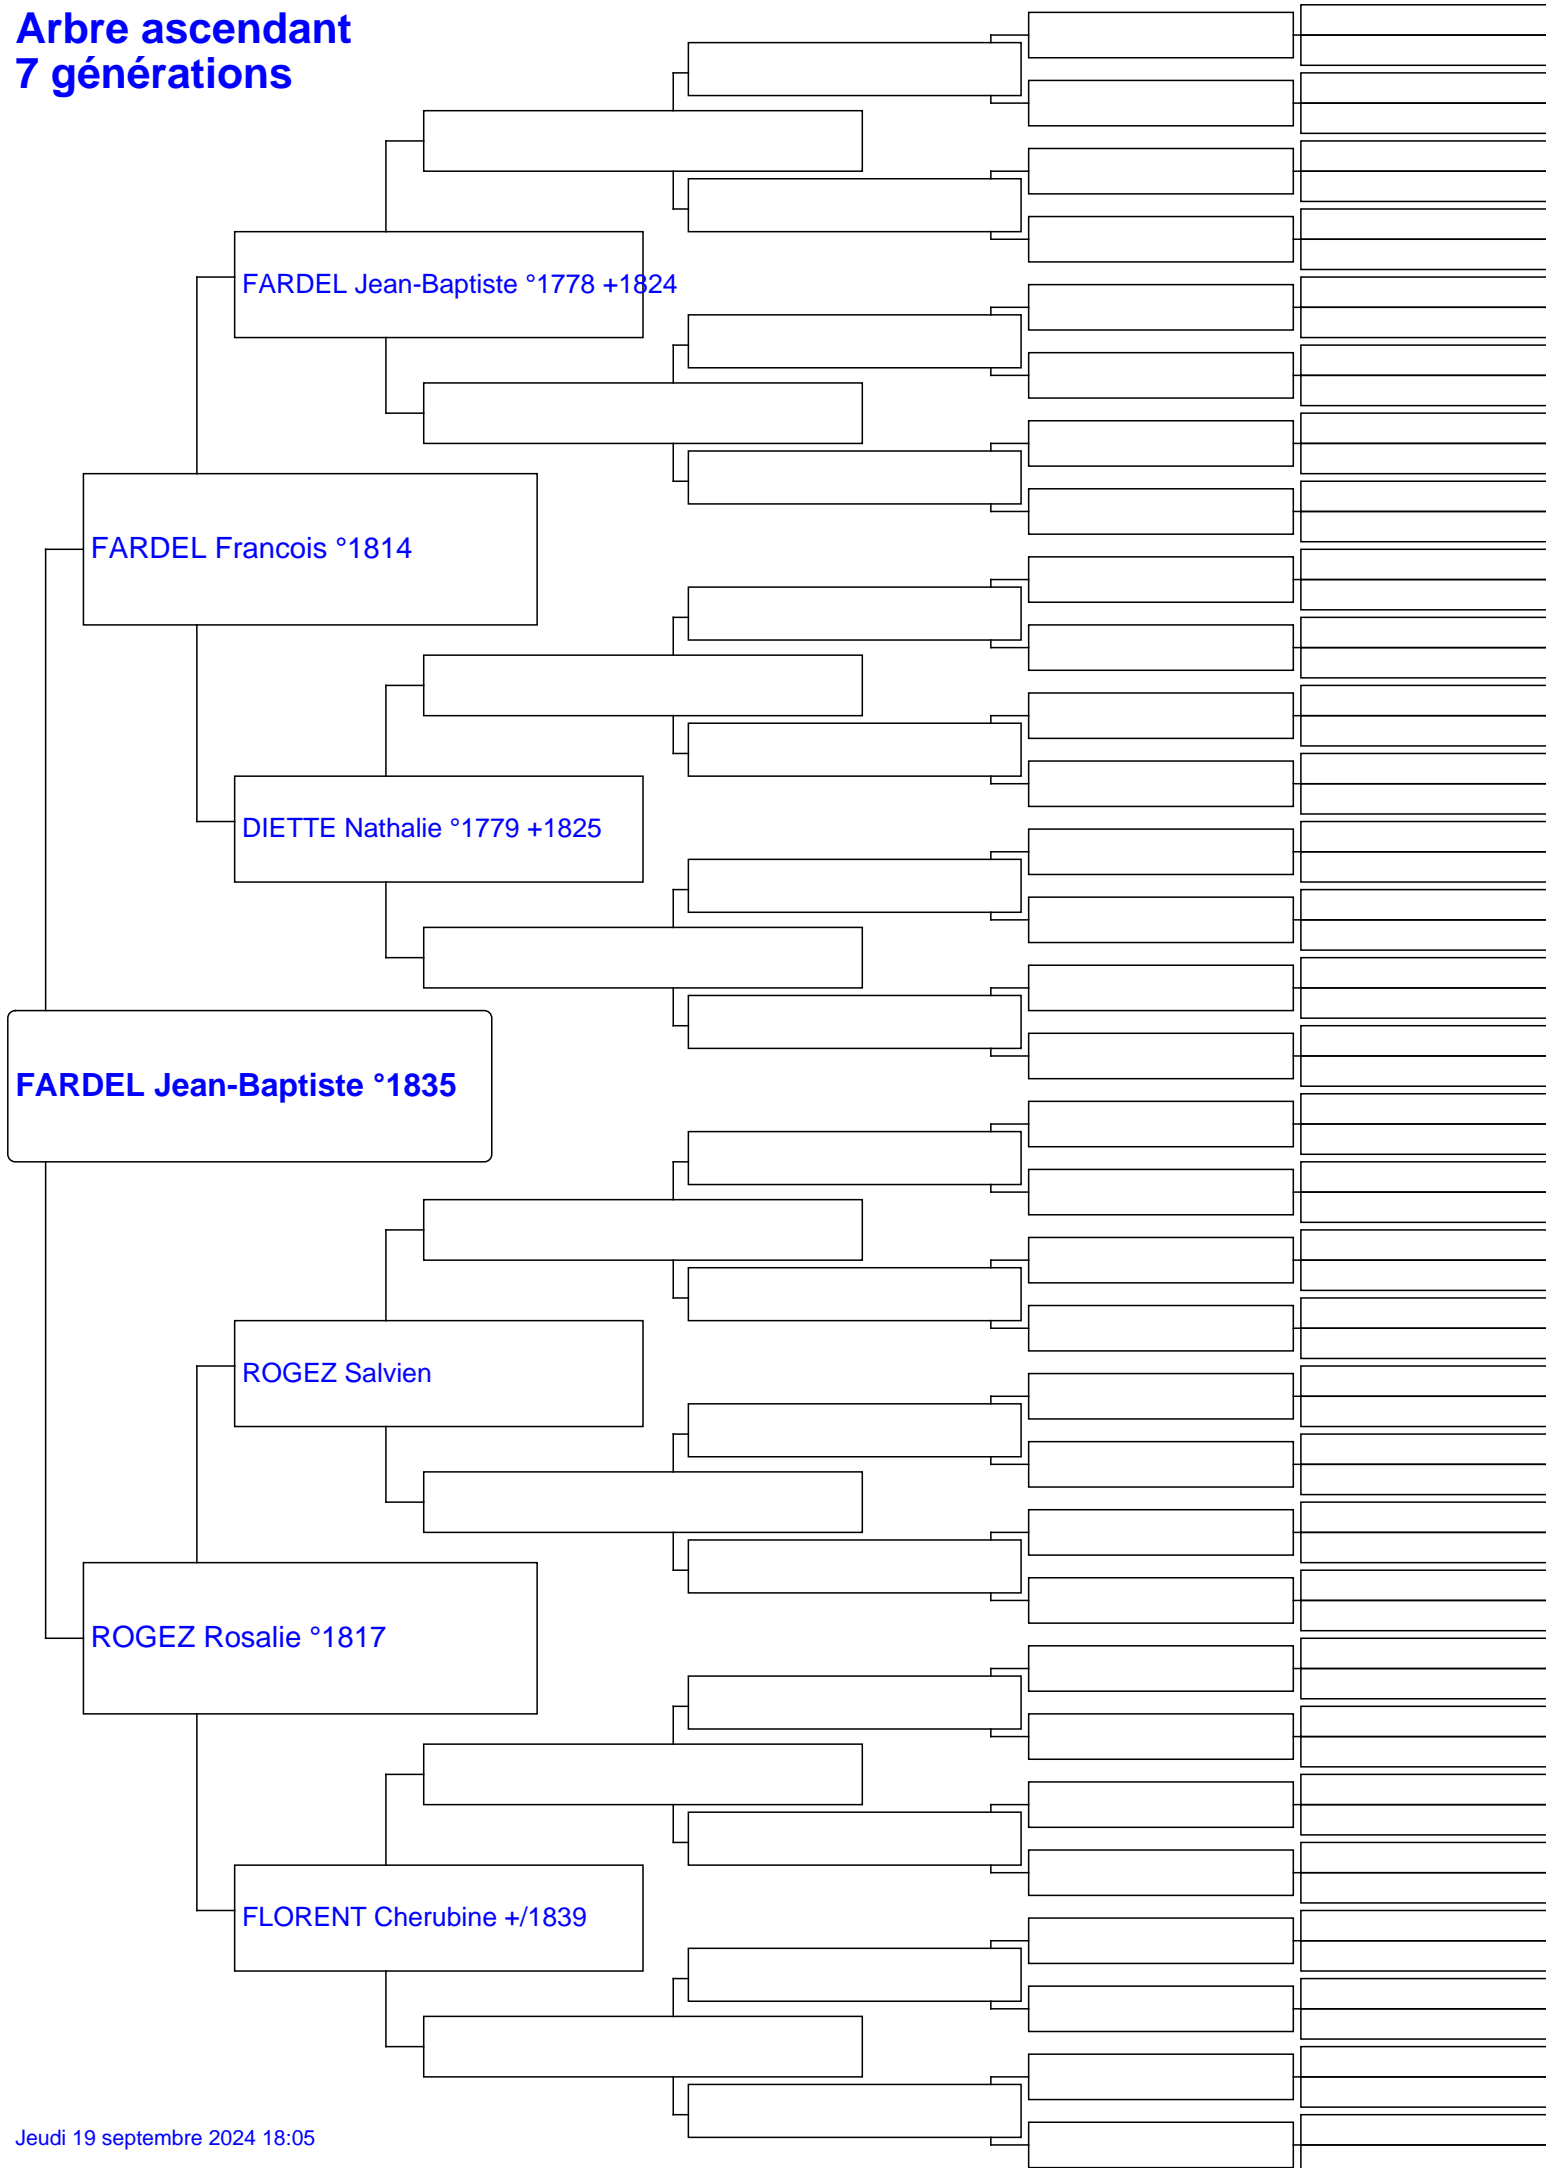 Arbre ascendant
7 générations
FARDEL Jean-Baptiste °1778 +1824
FARDEL Francois °1814
DIETTE Nathalie °1779 +1825
FARDEL Jean-Baptiste °1835
ROGEZ Salvien
ROGEZ Rosalie °1817
FLORENT Cherubine +/1839
Jeudi 19 septembre 2024 18:05